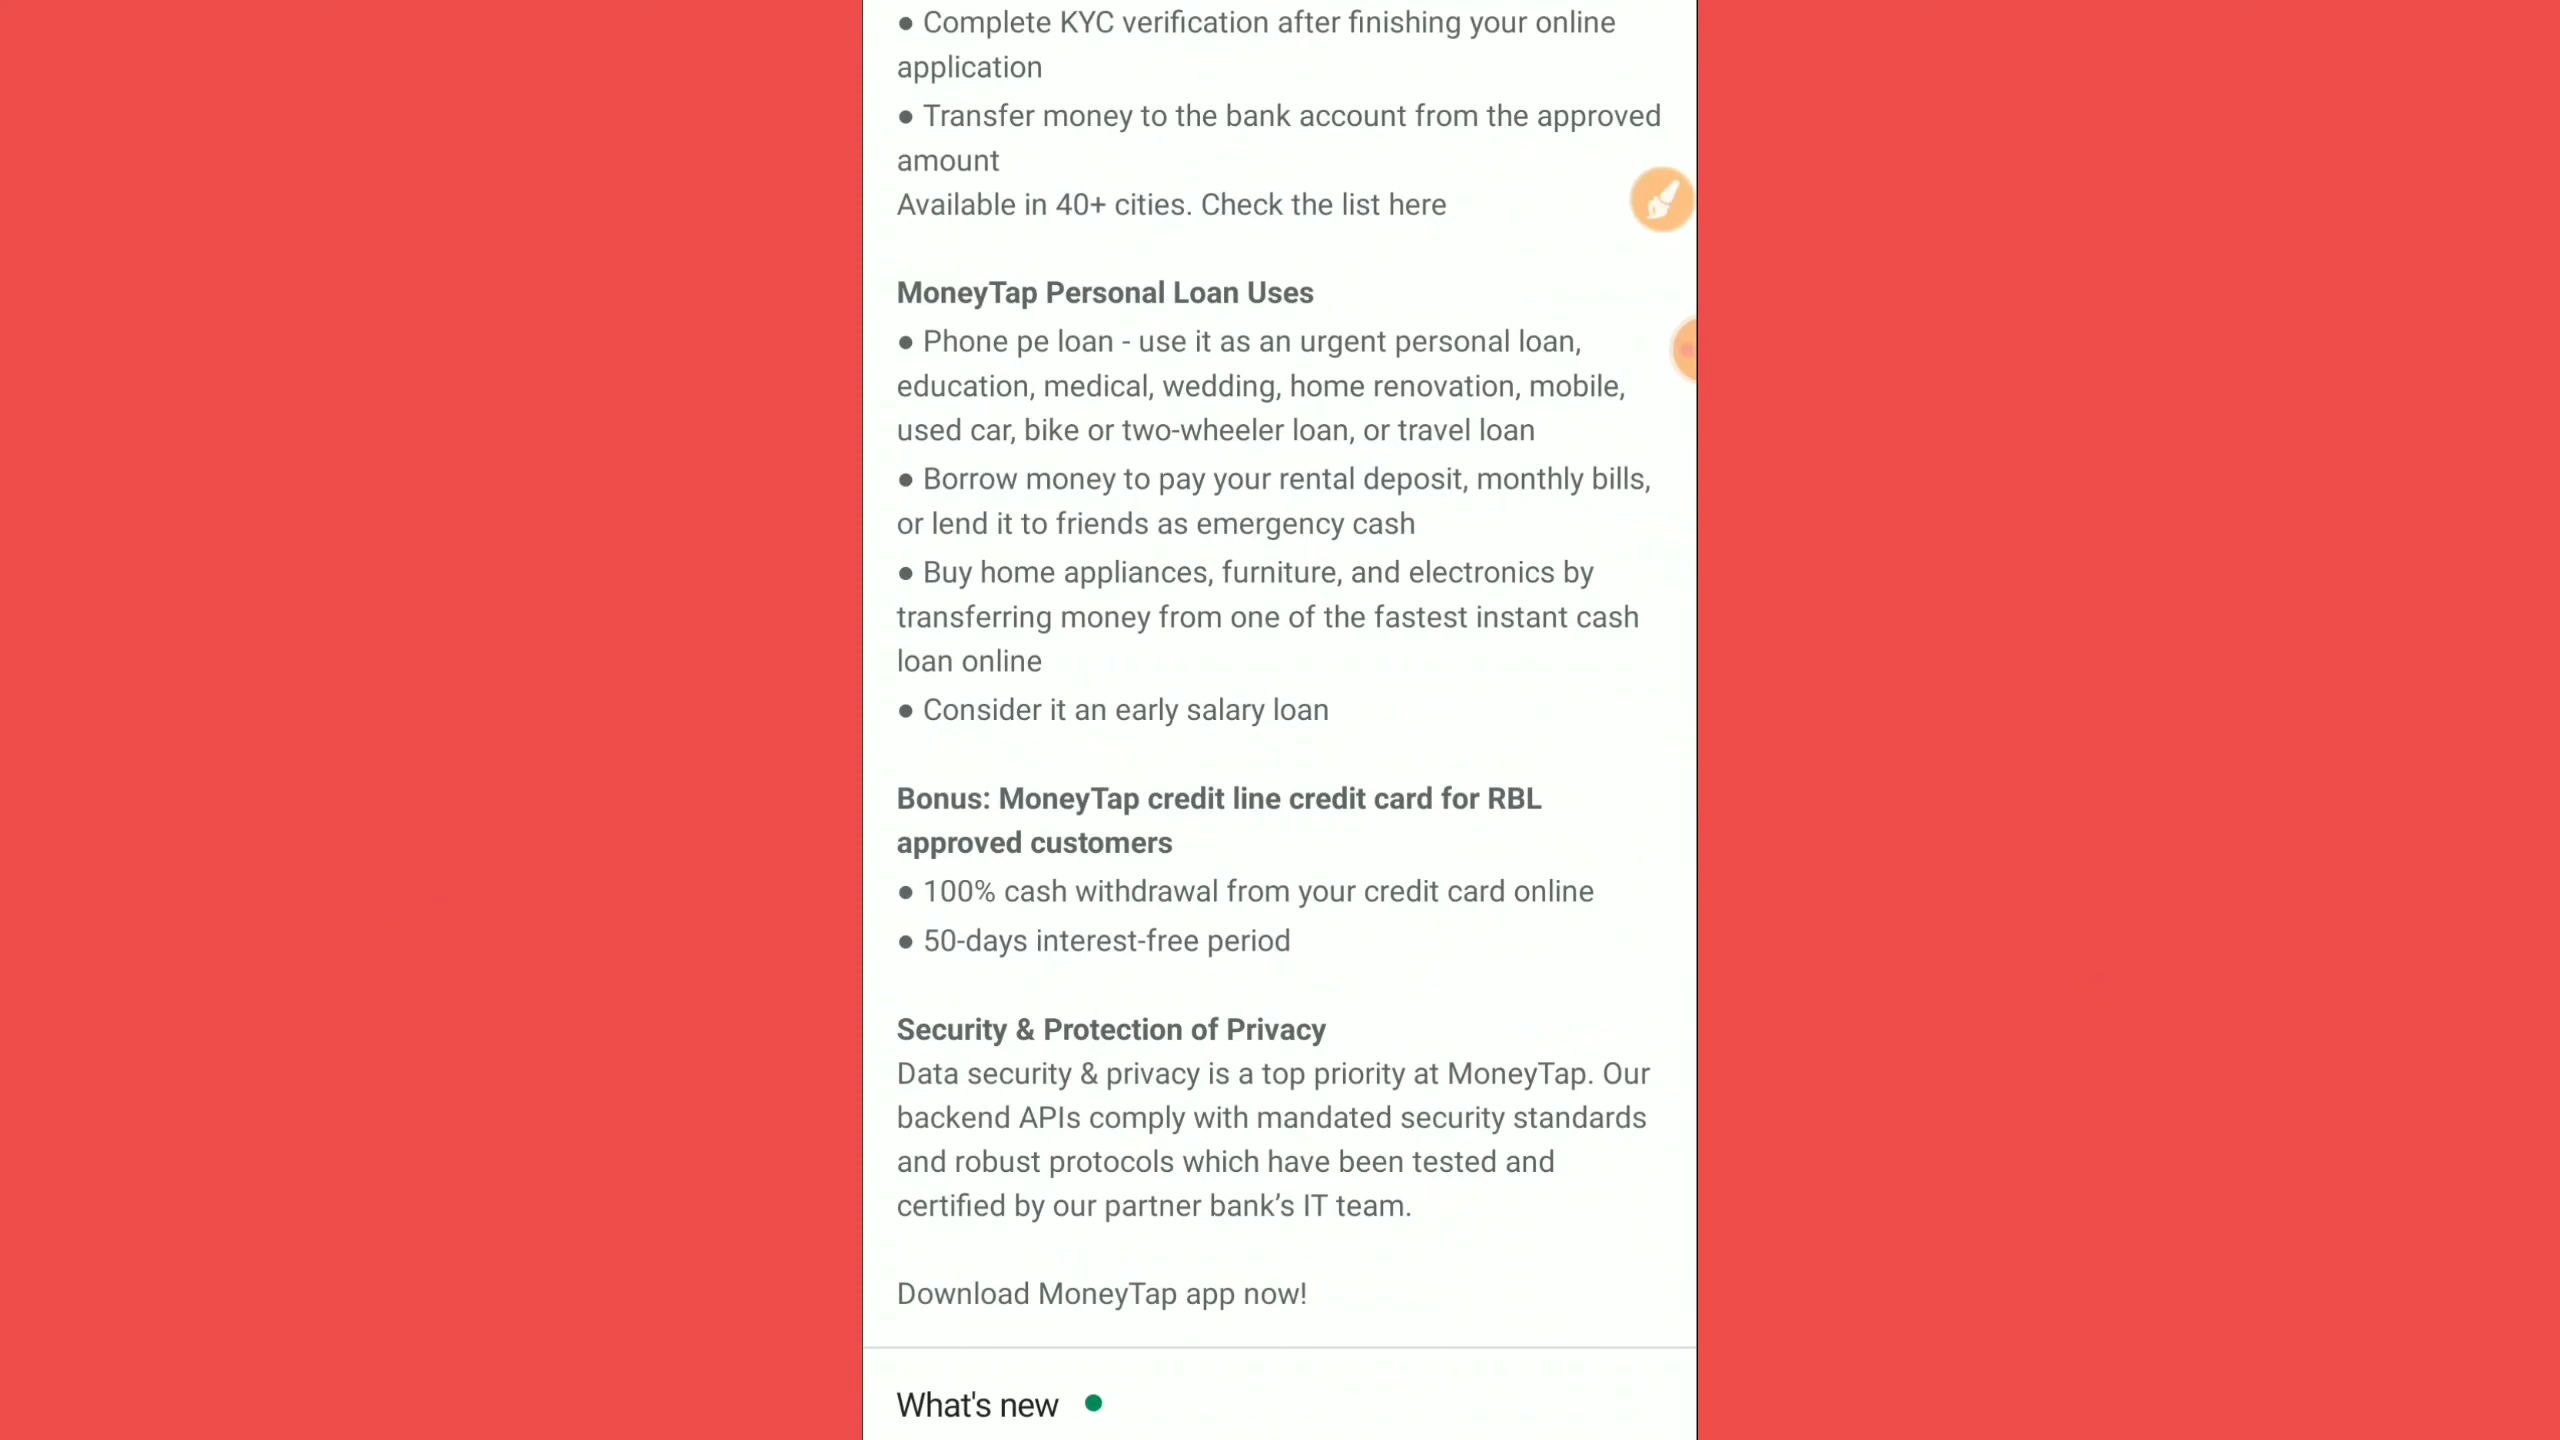 ● Complete KYC verification after finishing your online
application
● Transfer money to the bank account from the approved
amount
Available in 40+ cities. Check the list here
MoneyTap Personal Loan Uses
● Phone pe loan - use it as an urgent personal loan,
education, medical, wedding, home renovation, mobile,
used car, bike or two-wheeler loan, or travel loan
● Borrow money to pay your rental deposit, monthly bills,
or lend it to friends as emergency cash
● Buy home appliances, furniture, and electronics by
transferring money from one of the fastest instant cash
loan online
● Consider it an early salary loan
Bonus: MoneyTap credit line credit card for RBL
approved customers
● 100% cash withdrawal from your credit card online
● 50-days interest-free period
Security & Protection of Privacy
Data security & privacy is a top priority at MoneyTap. Our
backend APIs comply with mandated security standards
and robust protocols which have been tested and
certified by our partner bank’s IT team.
Download MoneyTap app now!
What's new